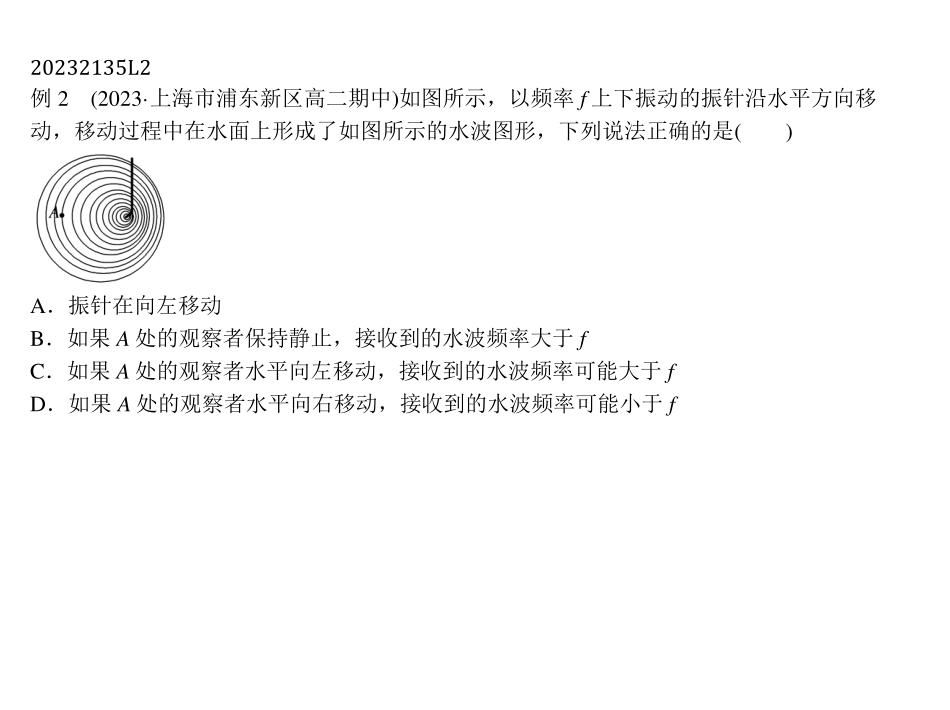 20232135L2
例 2　(2023·上海市浦东新区高二期中)如图所示，以频率 f 上下振动的振针沿水平方向移
动，移动过程中在水面上形成了如图所示的水波图形，下列说法正确的是(　　)
A
A．振针在向左移动
B．如果 A 处的观察者保持静止，接收到的水波频率大于 f
C．如果 A 处的观察者水平向左移动，接收到的水波频率可能大于 f
D．如果 A 处的观察者水平向右移动，接收到的水波频率可能小于 f